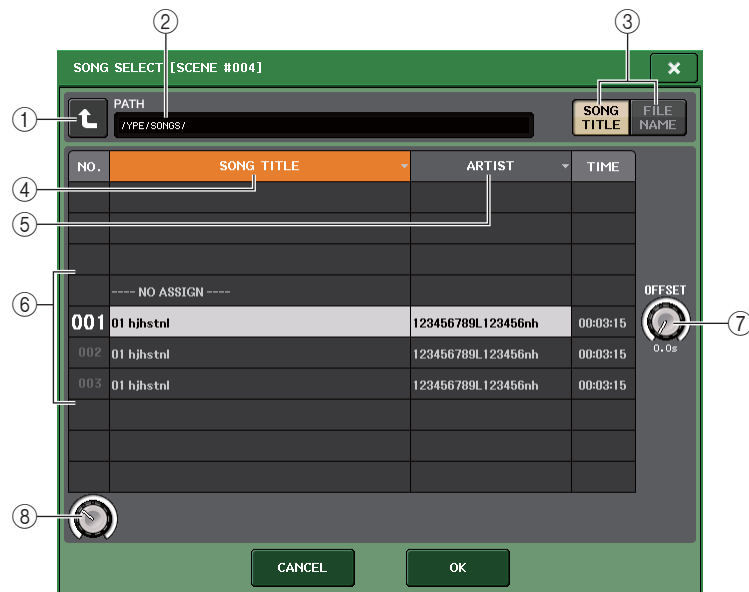 ② ③
SONG SELECT [SCENE #004]
①
PATH
/YPE/SONGS/
SONG TITLE
FILE NAME
NO. SONG TITLE ARTIST TIME
④
⑤
⑥
---- NO ASSIGN ----
OFFSET
001 01 hjhstnl 123456789L123456nh 00:03:15
⑦
0.0s
002 01 hjhstnl 123456789L123456nh 00:03:15
003 01 hjhstnl 123456789L123456nh 00:03:15
⑧
CANCEL OK